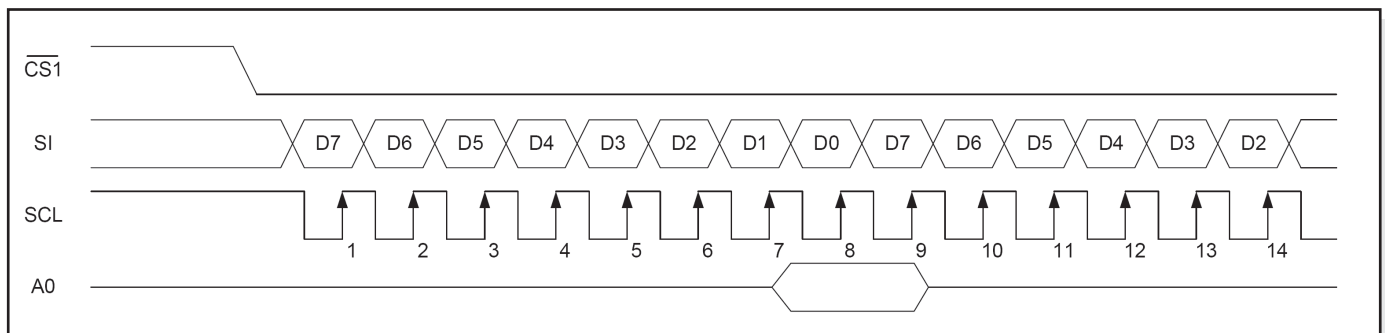 CS1
SI D7 D6 D5 D4 D3 D2 D1 D0 D7 D6 D5 D4 D3 D2
SCL
1 2 3 4 5 6 7 8 9 10 11 12 13 14
A0